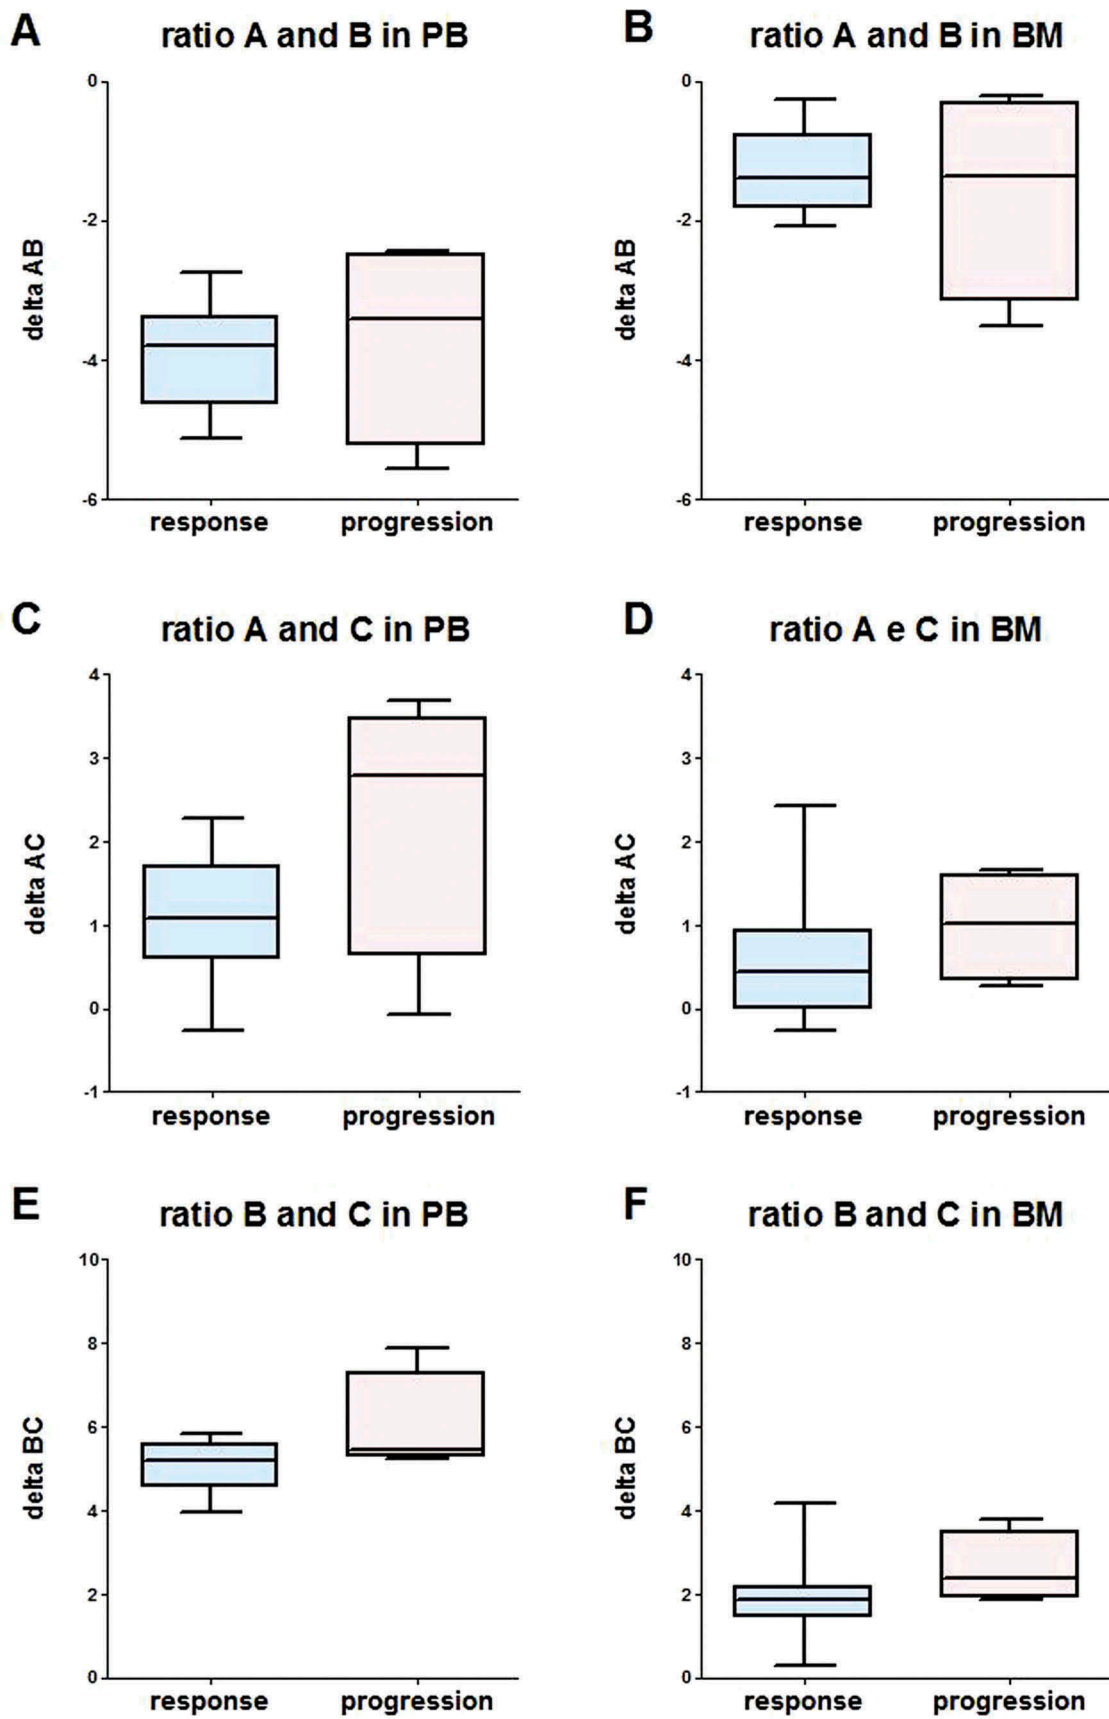 A
ratio A and B in PB
delta AB
0
-2
-4
-6
response progression
B
ratio A and B in BM
delta AB
0
-2
-4
-6
response progression
C
ratio A and C in PB
delta AC
4
3
2
1
0
-1
response progression
D
ratio A e C in BM
delta AC
4
3
2
1
0
-1
response progression
E
ratio B and C in PB
delta BC
10
8
6
4
2
0
response progression
F
ratio B and C in BM
delta BC
10
8
6
4
2
0
response progression